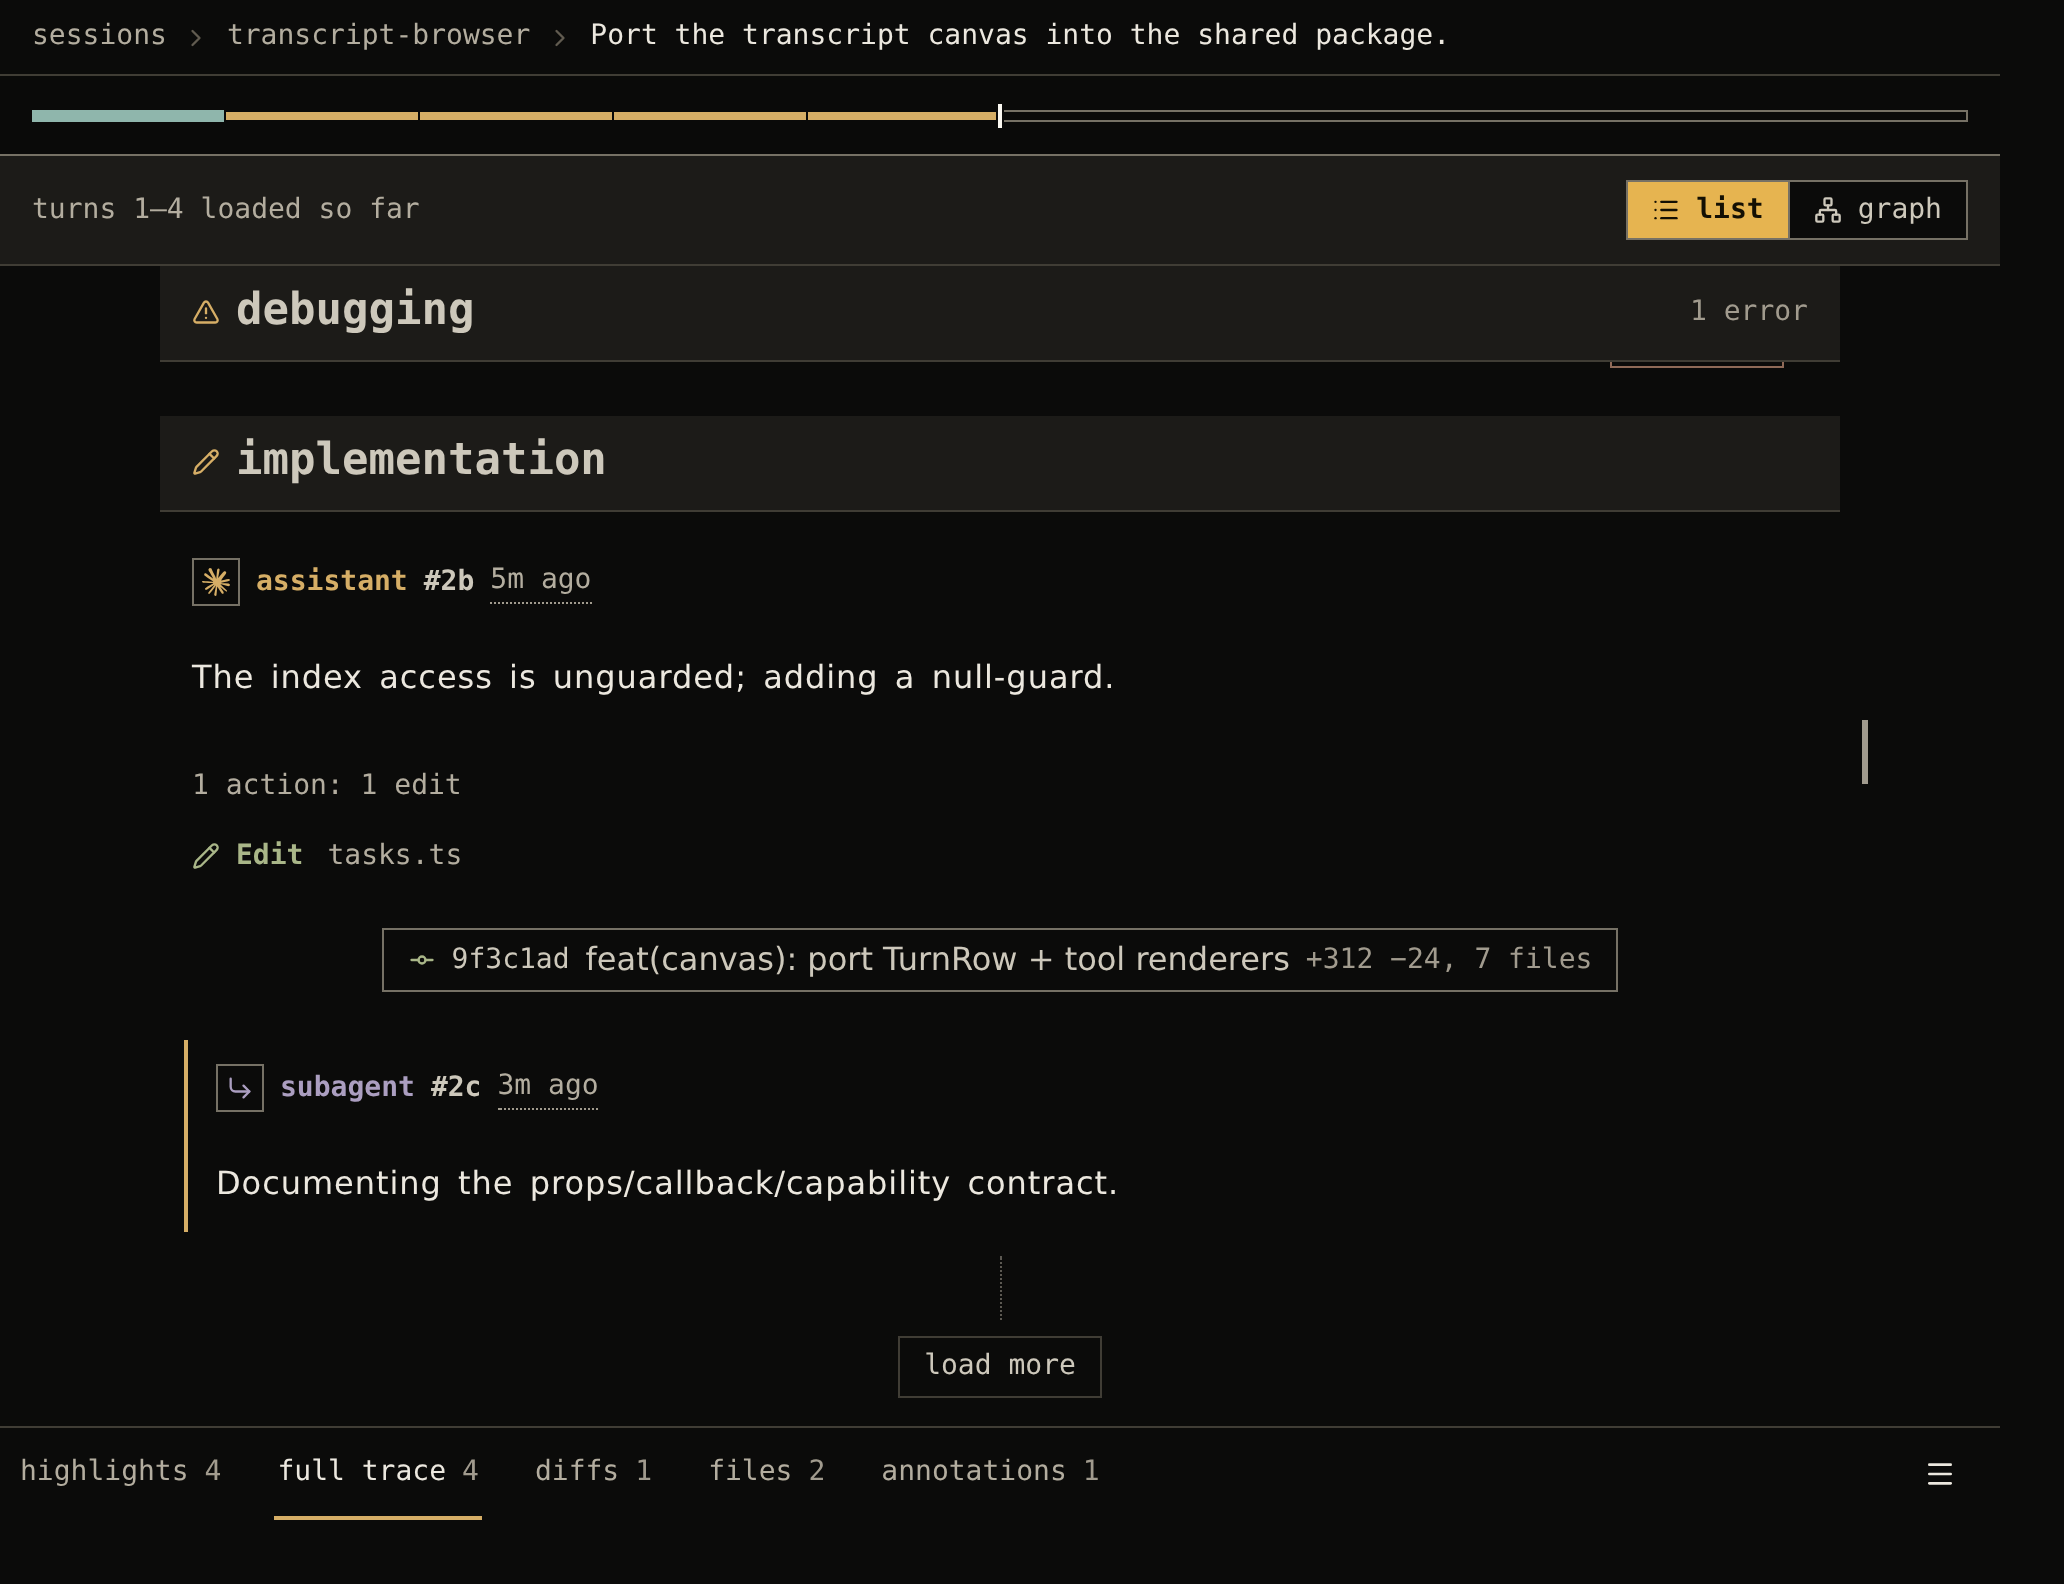 sessions transcript-browser Port the transcript canvas into the shared package.
turns 1–4 loaded so far
list graph
debugging
1 error
implementation
assistant #2b 5m ago
The index access is unguarded; adding a null-guard.
1 action: 1 edit
Edit tasks.ts
9f3c1ad feat(canvas): port TurnRow + tool renderers +312 −24, 7 files
subagent #2c 3m ago
Documenting the props/callback/capability contract.
load more
highlights 4 full trace 4 diffs 1 files 2 annotations 1